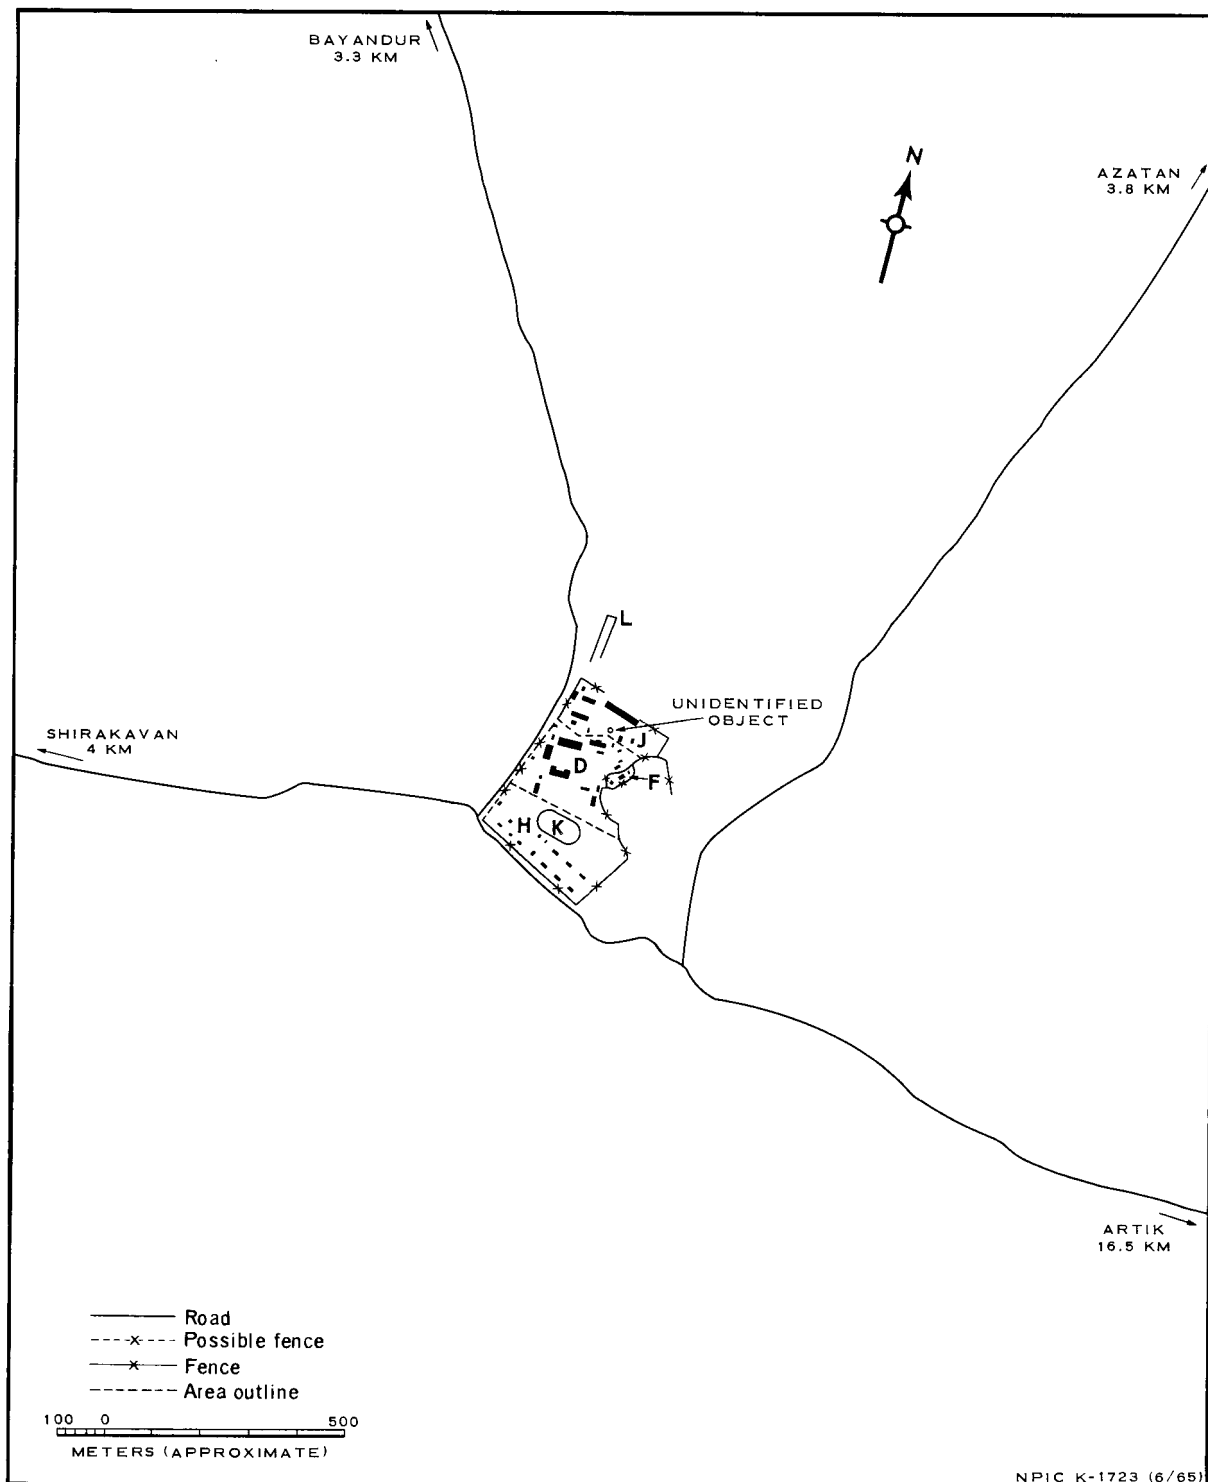 BAYANDUR
3.3 KM
N
AZATAN
3.8 KM
L
UNIDENTIFIED
OBJECT
SHIRAKAVAN
4 KM
J
D
F
H
K
ARTIK
16.5 KM
Road
Possible fence
Fence
Area outline
100 0 500
METERS (APPROXIMATE)
NPIC K-1723 (6/65)